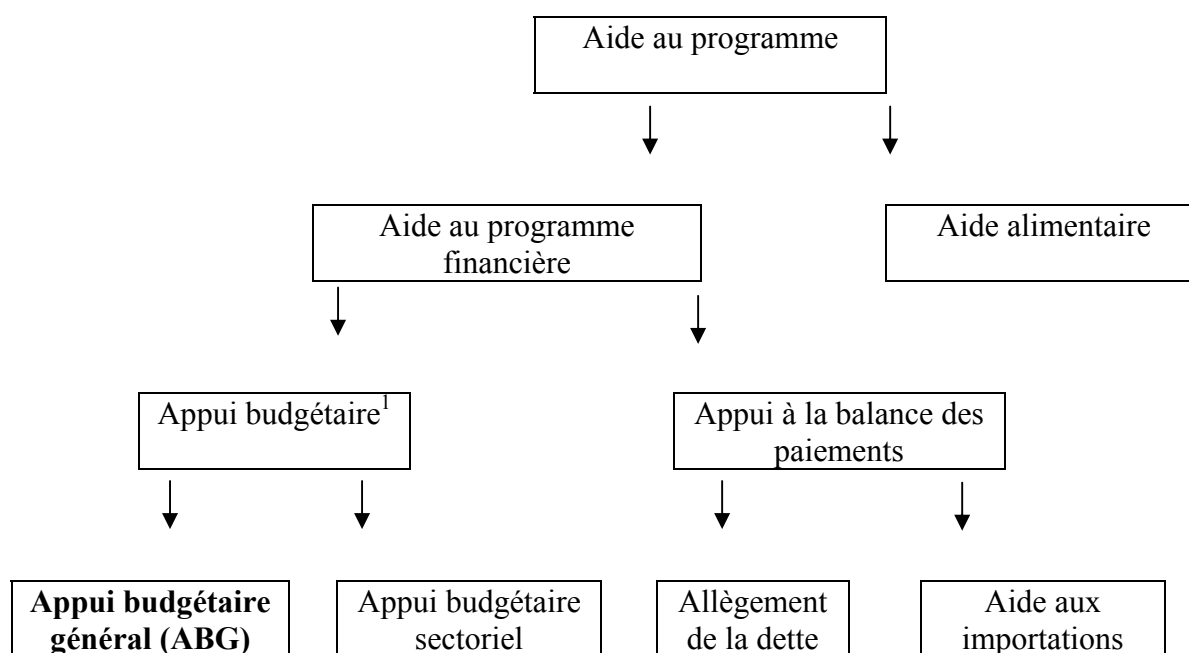 Aide au programme
Aide au programme
financière
Aide alimentaire
Appui budgétaire¹
Appui à la balance des
paiements
Appui budgétaire
général (ABG)
Appui budgétaire
sectoriel
Allègement
de la dette
Aide aux
importations